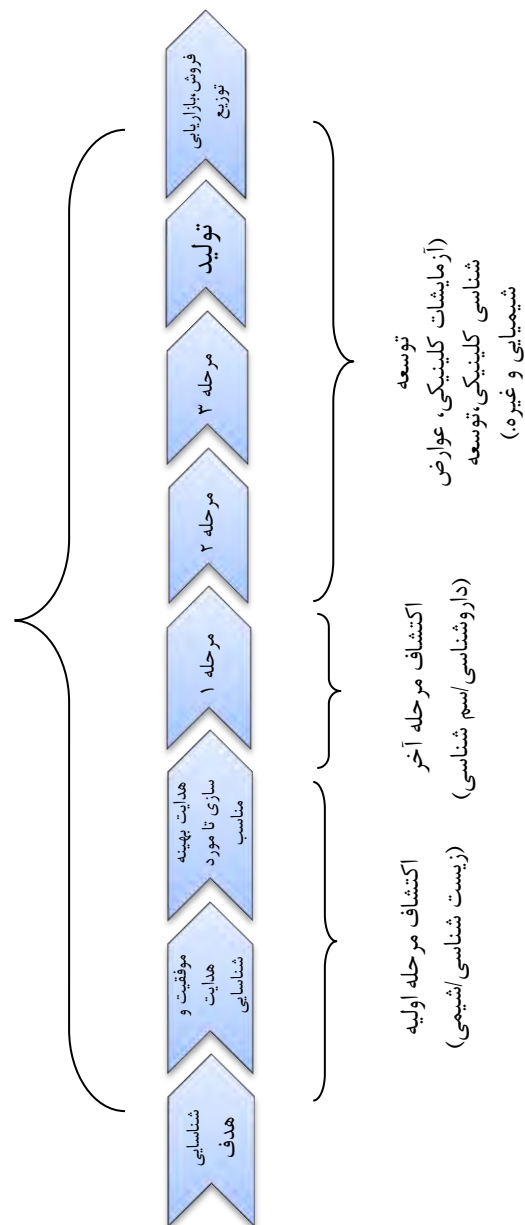 شناسایی
هدف
موفقیت و
هدایت
شناسایی
هدایت بهینه
سازی تا مورد
مناسب
مرحله ۱
مرحله ۲
مرحله ۳
تولید
فروش،بازاریابی
توزیع
اکتشاف مرحله اولیه
(زیست شناسی/شیمی)
اکتشاف مرحله آخر
(داروشناسی/سم شناسی)
توسعه
(آزمایشات کلینیکی، عوارض
شناسی کلینیکی،توسعه
شیمیایی و غیره.)